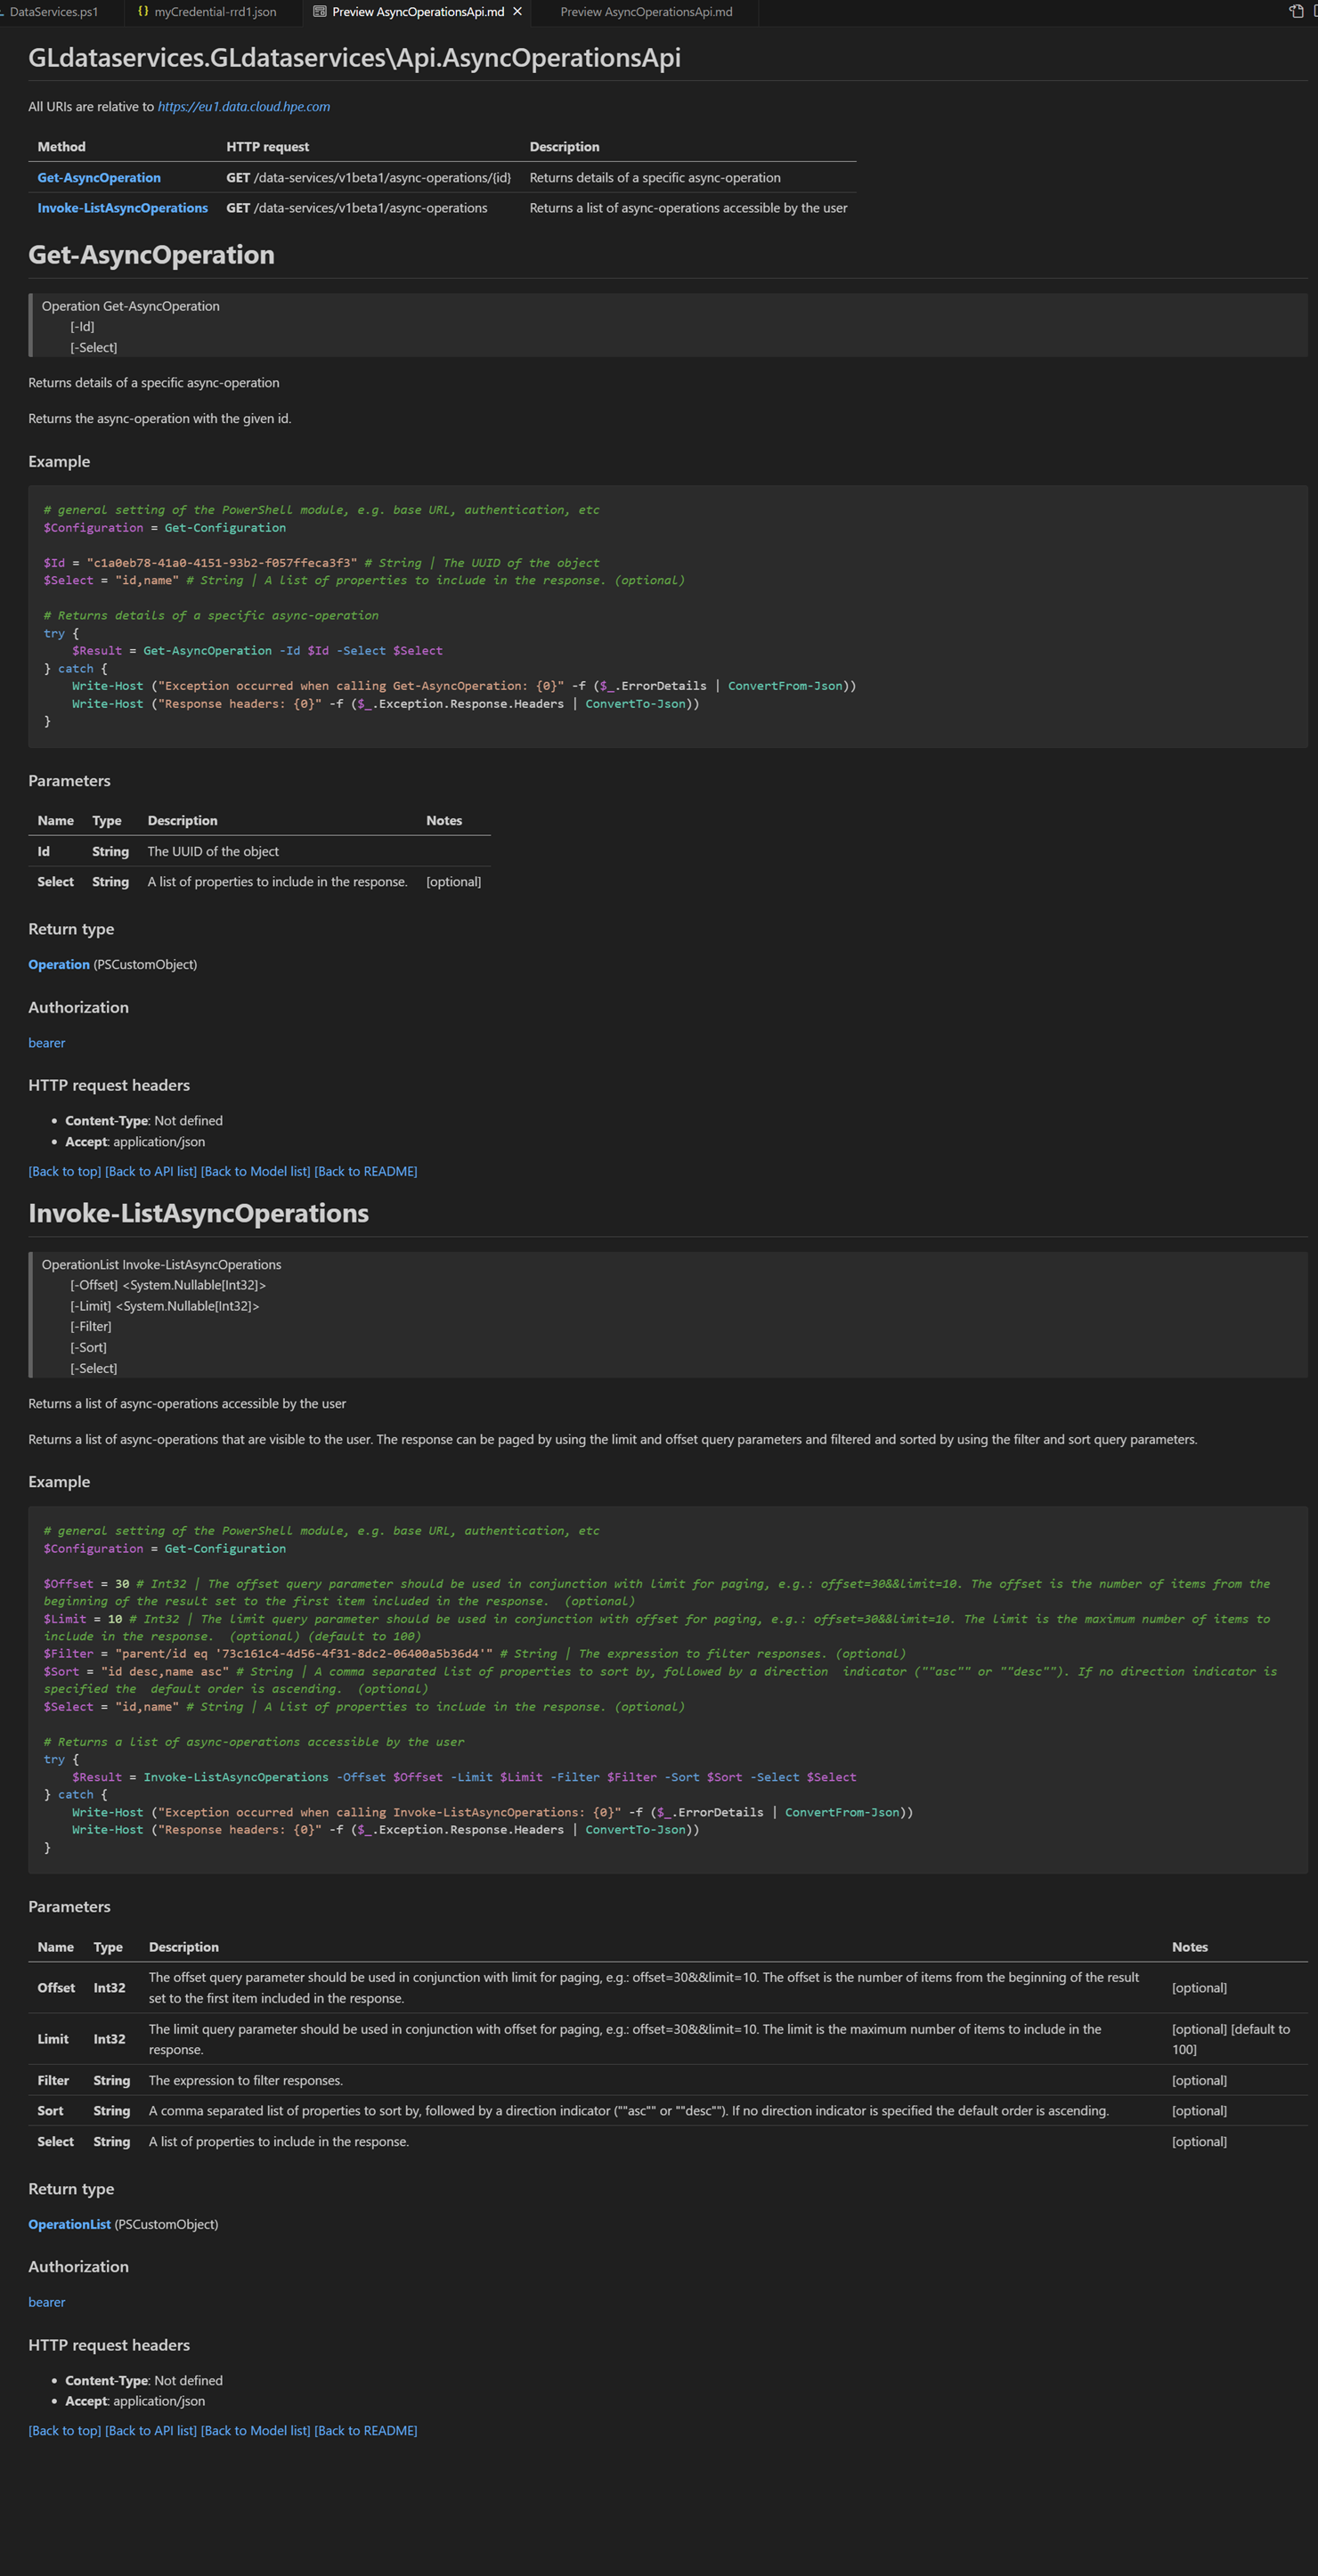 DataServices.ps1
{} myCredential-rrd1.json
Preview AsyncOperationsApi.md
Preview AsyncOperationsApi.md
GLdataservices.GLdataservices\Api.AsyncOperationsApi
All URIs are relative to https://eu1.data.cloud.hpe.com
Method HTTP request Description
Get-AsyncOperation GET /data-services/v1beta1/async-operations/{id} Returns details of a specific async-operation
Invoke-ListAsyncOperations GET /data-services/v1beta1/async-operations Returns a list of async-operations accessible by the user
Get-AsyncOperation
Operation Get-AsyncOperation
[-Id]
[-Select]
Returns details of a specific async-operation
Returns the async-operation with the given id.
Example
# general setting of the PowerShell module, e.g. base URL, authentication, etc
$Configuration = Get-Configuration
$Id = "c1a0eb78-41a0-4151-93b2-f057ffeca3f3" # String | The UUID of the object
$Select = "id,name" # String | A list of properties to include in the response. (optional)
# Returns details of a specific async-operation
try {
$Result = Get-AsyncOperation -Id $Id -Select $Select
} catch {
Write-Host ("Exception occurred when calling Get-AsyncOperation: {0}" -f ($_.ErrorDetails | ConvertFrom-Json))
Write-Host ("Response headers: {0}" -f ($_.Exception.Response.Headers | ConvertTo-Json))
}
Parameters
Name Type Description Notes
Id String The UUID of the object
Select String A list of properties to include in the response. [optional]
Return type
Operation (PSCustomObject)
Authorization
bearer
HTTP request headers
• Content-Type: Not defined
• Accept: application/json
[Back to top] [Back to API list] [Back to Model list] [Back to README]
Invoke-ListAsyncOperations
OperationList Invoke-ListAsyncOperations
[-Offset] <System.Nullable[Int32]>
[-Limit] <System.Nullable[Int32]>
[-Filter]
[-Sort]
[-Select]
Returns a list of async-operations accessible by the user
Returns a list of async-operations that are visible to the user. The response can be paged by using the limit and offset query parameters and filtered and sorted by using the filter and sort query parameters.
Example
# general setting of the PowerShell module, e.g. base URL, authentication, etc
$Configuration = Get-Configuration
$Offset = 30 # Int32 | The offset query parameter should be used in conjunction with limit for paging, e.g.: offset=30&&limit=10. The offset is the number of items from the
beginning of the result set to the first item included in the response.  (optional)
$Limit = 10 # Int32 | The limit query parameter should be used in conjunction with offset for paging, e.g.: offset=30&&limit=10. The limit is the maximum number of items to
include in the response.  (optional) (default to 100)
$Filter = "parent/id eq '73c161c4-4d56-4f31-8dc2-06400a5b36d4'" # String | The expression to filter responses. (optional)
$Sort = "id desc,name asc" # String | A comma separated list of properties to sort by, followed by a direction  indicator (""asc"" or ""desc""). If no direction indicator is
specified the  default order is ascending.  (optional)
$Select = "id,name" # String | A list of properties to include in the response. (optional)
# Returns a list of async-operations accessible by the user
try {
$Result = Invoke-ListAsyncOperations -Offset $Offset -Limit $Limit -Filter $Filter -Sort $Sort -Select $Select
} catch {
Write-Host ("Exception occurred when calling Invoke-ListAsyncOperations: {0}" -f ($_.ErrorDetails | ConvertFrom-Json))
Write-Host ("Response headers: {0}" -f ($_.Exception.Response.Headers | ConvertTo-Json))
}
Parameters
Name Type Description Notes
Offset Int32 The offset query parameter should be used in conjunction with limit for paging, e.g.: offset=30&&limit=10. The offset is the number of items from the beginning of the result
set to the first item included in the response. [optional]
Limit Int32 The limit query parameter should be used in conjunction with offset for paging, e.g.: offset=30&&limit=10. The limit is the maximum number of items to include in the
response. [optional] [default to
100]
Filter String The expression to filter responses. [optional]
Sort String A comma separated list of properties to sort by, followed by a direction indicator (""asc"" or ""desc""). If no direction indicator is specified the default order is ascending. [optional]
Select String A list of properties to include in the response. [optional]
Return type
OperationList (PSCustomObject)
Authorization
bearer
HTTP request headers
• Content-Type: Not defined
• Accept: application/json
[Back to top] [Back to API list] [Back to Model list] [Back to README]